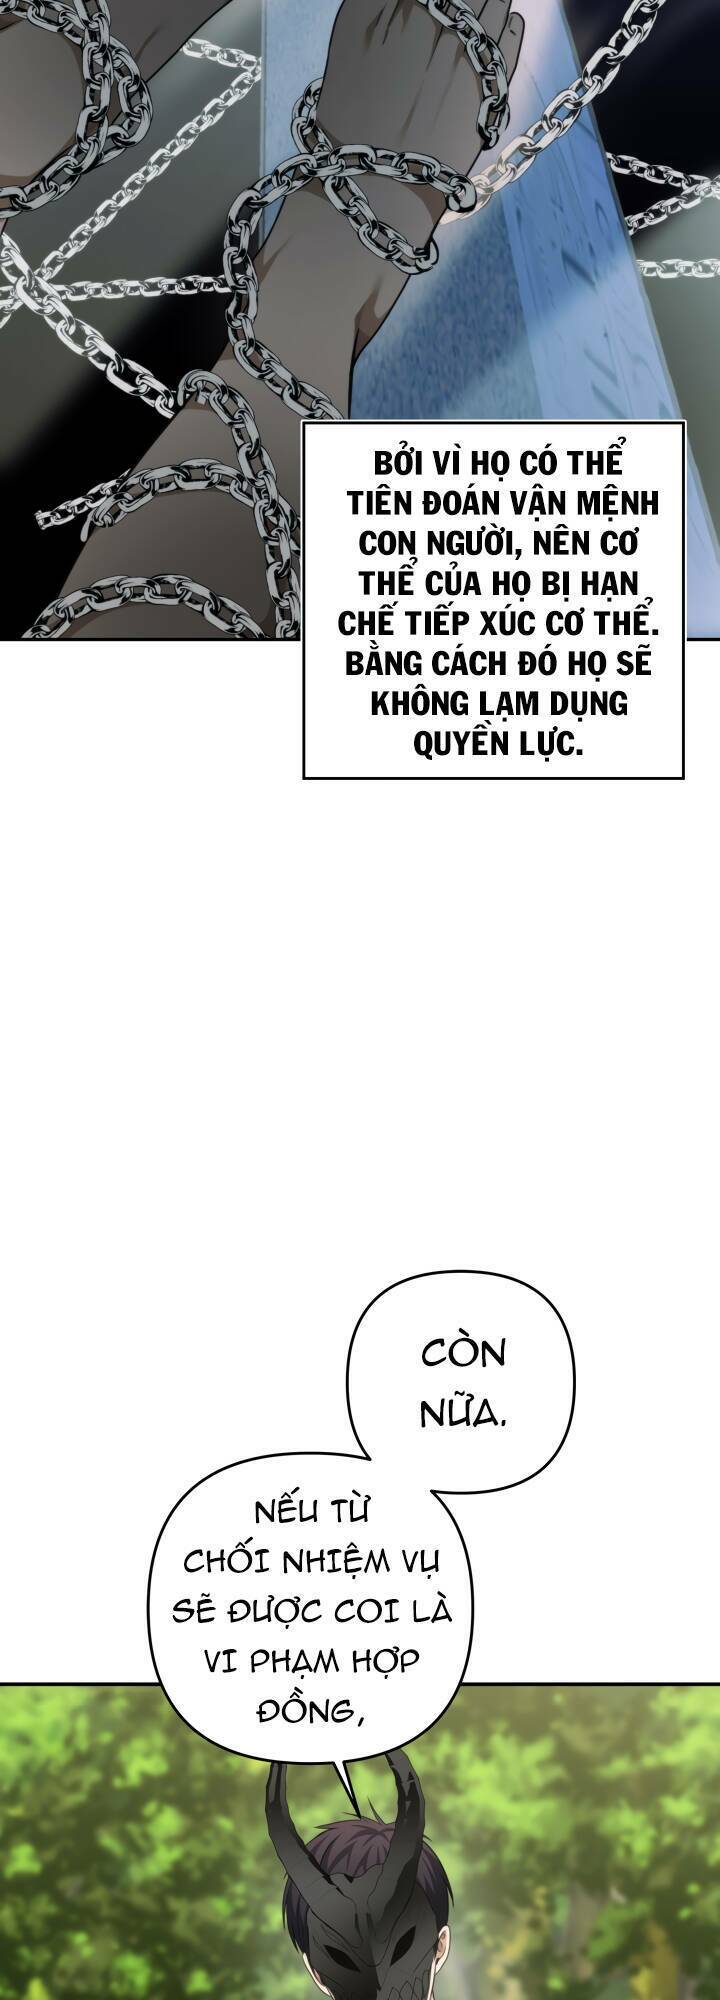 BỞI VÌ HỌ CÓ THỂ
TIÊN ĐOÁN VẬN MỆNH
CON NGƯỜI, NÊN CƠ
THỂ CỦA HỌ BỊ HẠN
CHẾ TIẾP XÚC CƠ THỂ.
BẰNG CÁCH ĐÓ HỌ SẼ
KHÔNG LẠM DỤNG
QUYỀN LỰC.
CÒN
NỮA.
NẾU TỪ
CHỐI NHIỆM VỤ
SẼ ĐƯỢC COI LÀ
VI PHẠM HỢP
ĐỒNG,